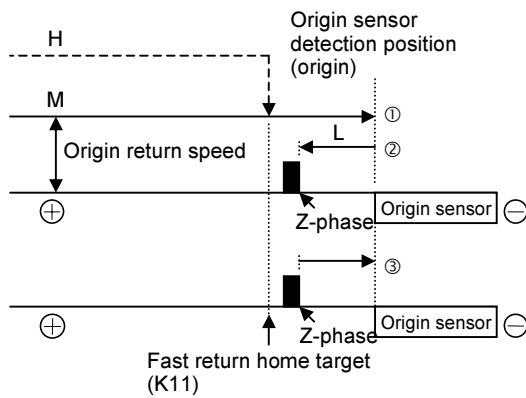 H
Origin sensor
detection position
(origin)
M
①
L
②
Origin return speed
Z-phase
Origin sensor
⊕
⊖
③
Z-phase
Origin sensor
⊕
⊖
Fast return home target
(K11)